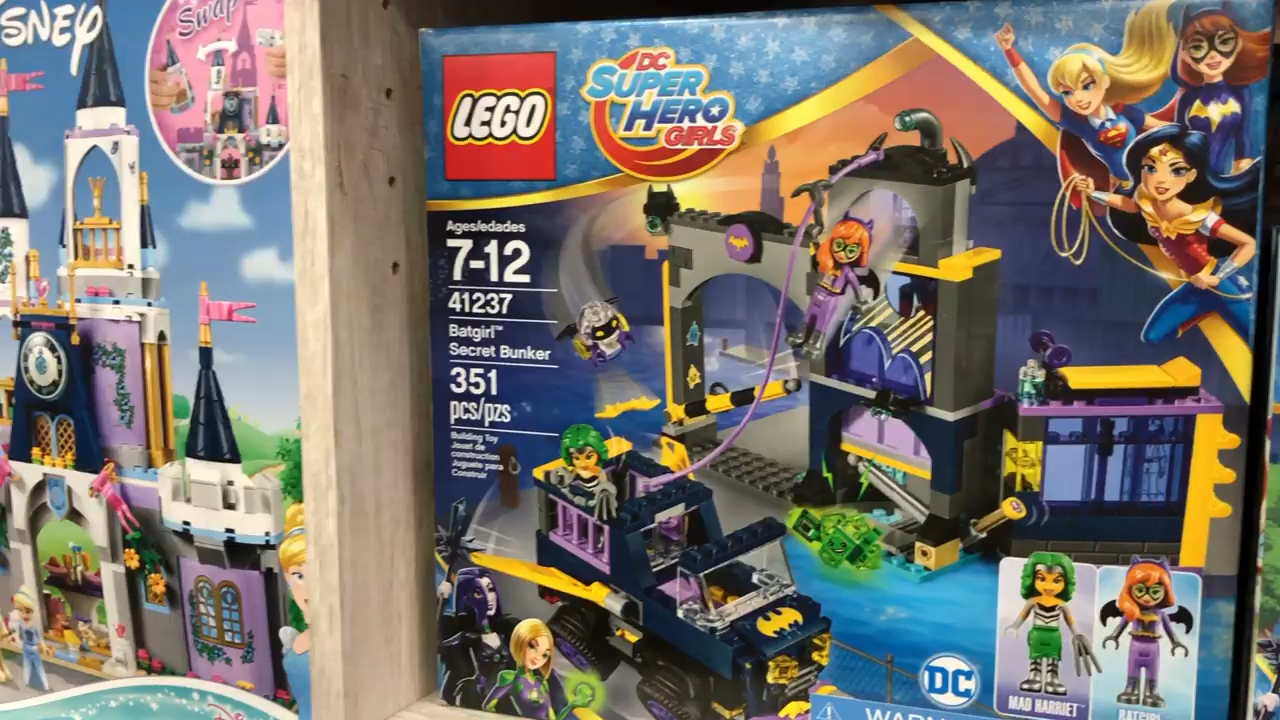 SNEY
Swap
LEGO
DC
SUPER
HERO
GIRLS
Ages/edades
7-12
41237
Batgirl™
Secret Bunker
351
pcs/pzs
Building Toy
Jouet de
construction
Juguete para
Construir
DC
MAD HARRIET™
BATGIRL
WARN